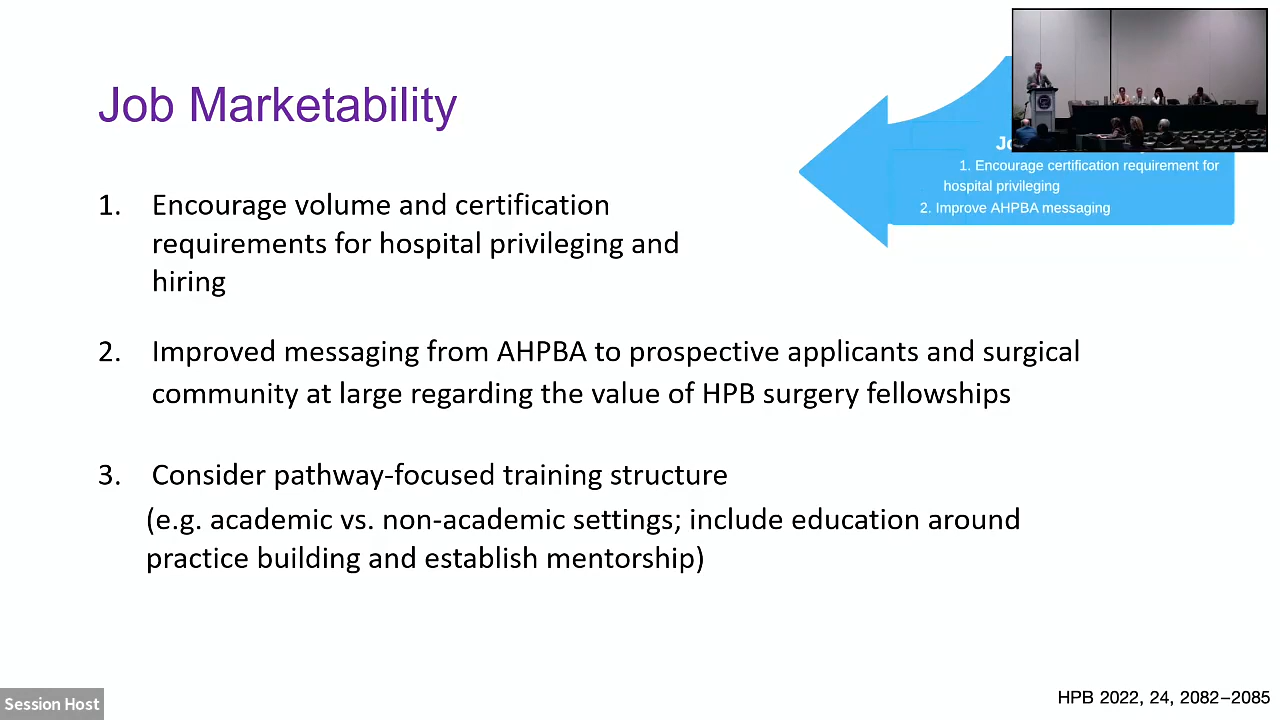 Job Marketability
1. Encourage certification requirement for
hospital privileging
2. Improve AHPBA messaging
1. Encourage volume and certification
requirements for hospital privileging and
hiring
2. Improved messaging from AHPBA to prospective applicants and surgical
community at large regarding the value of HPB surgery fellowships
3. Consider pathway-focused training structure
(e.g. academic vs. non-academic settings; include education around
practice building and establish mentorship)
Session Host
HPB 2022, 24, 2082–2085